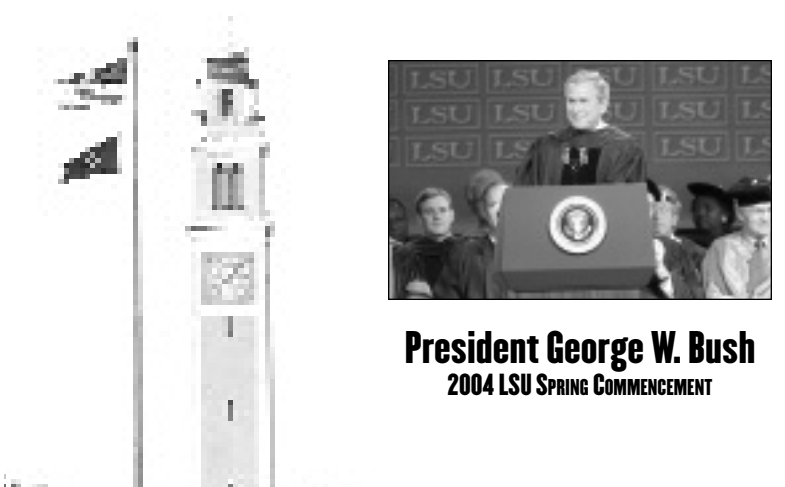 LSU LSU LSU LSU LS
LSU LSU LSU LS
LSU LS LSU LS
President George W. Bush
2004 LSU SPRING COMMENCEMENT